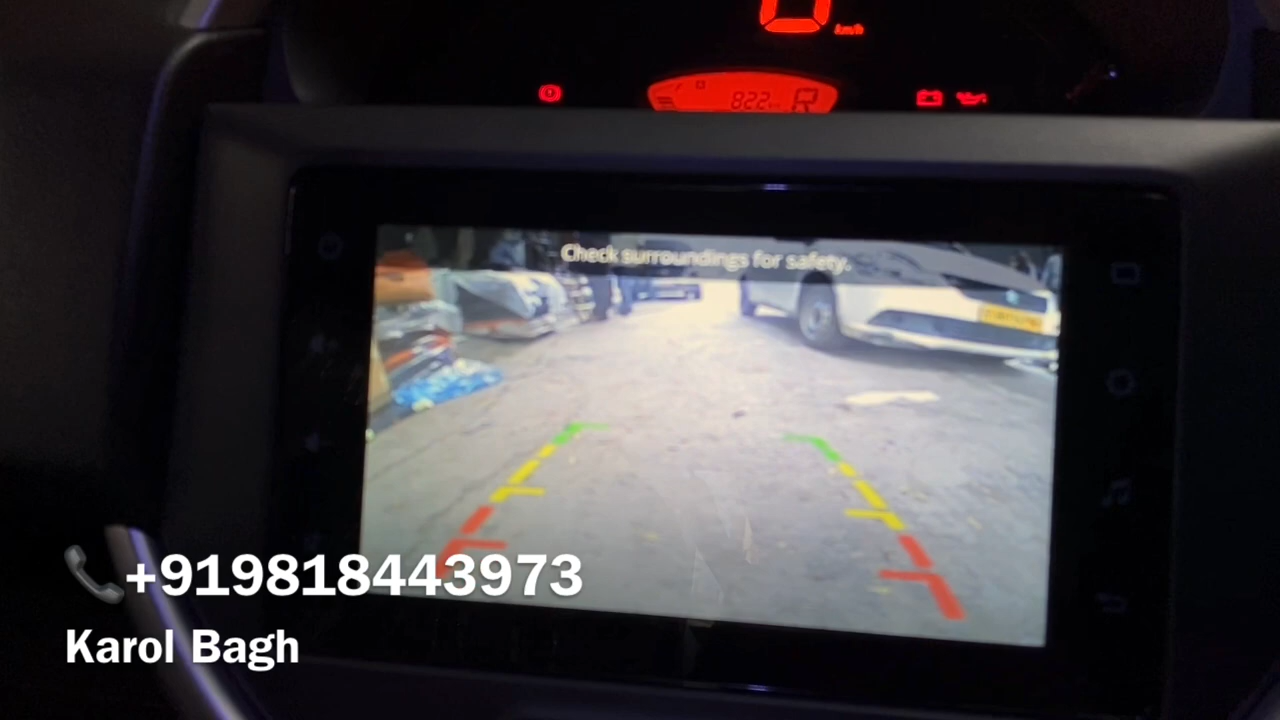 0
km/h
822 R
Check surroundings for safety.
+919818443973
Karol Bagh